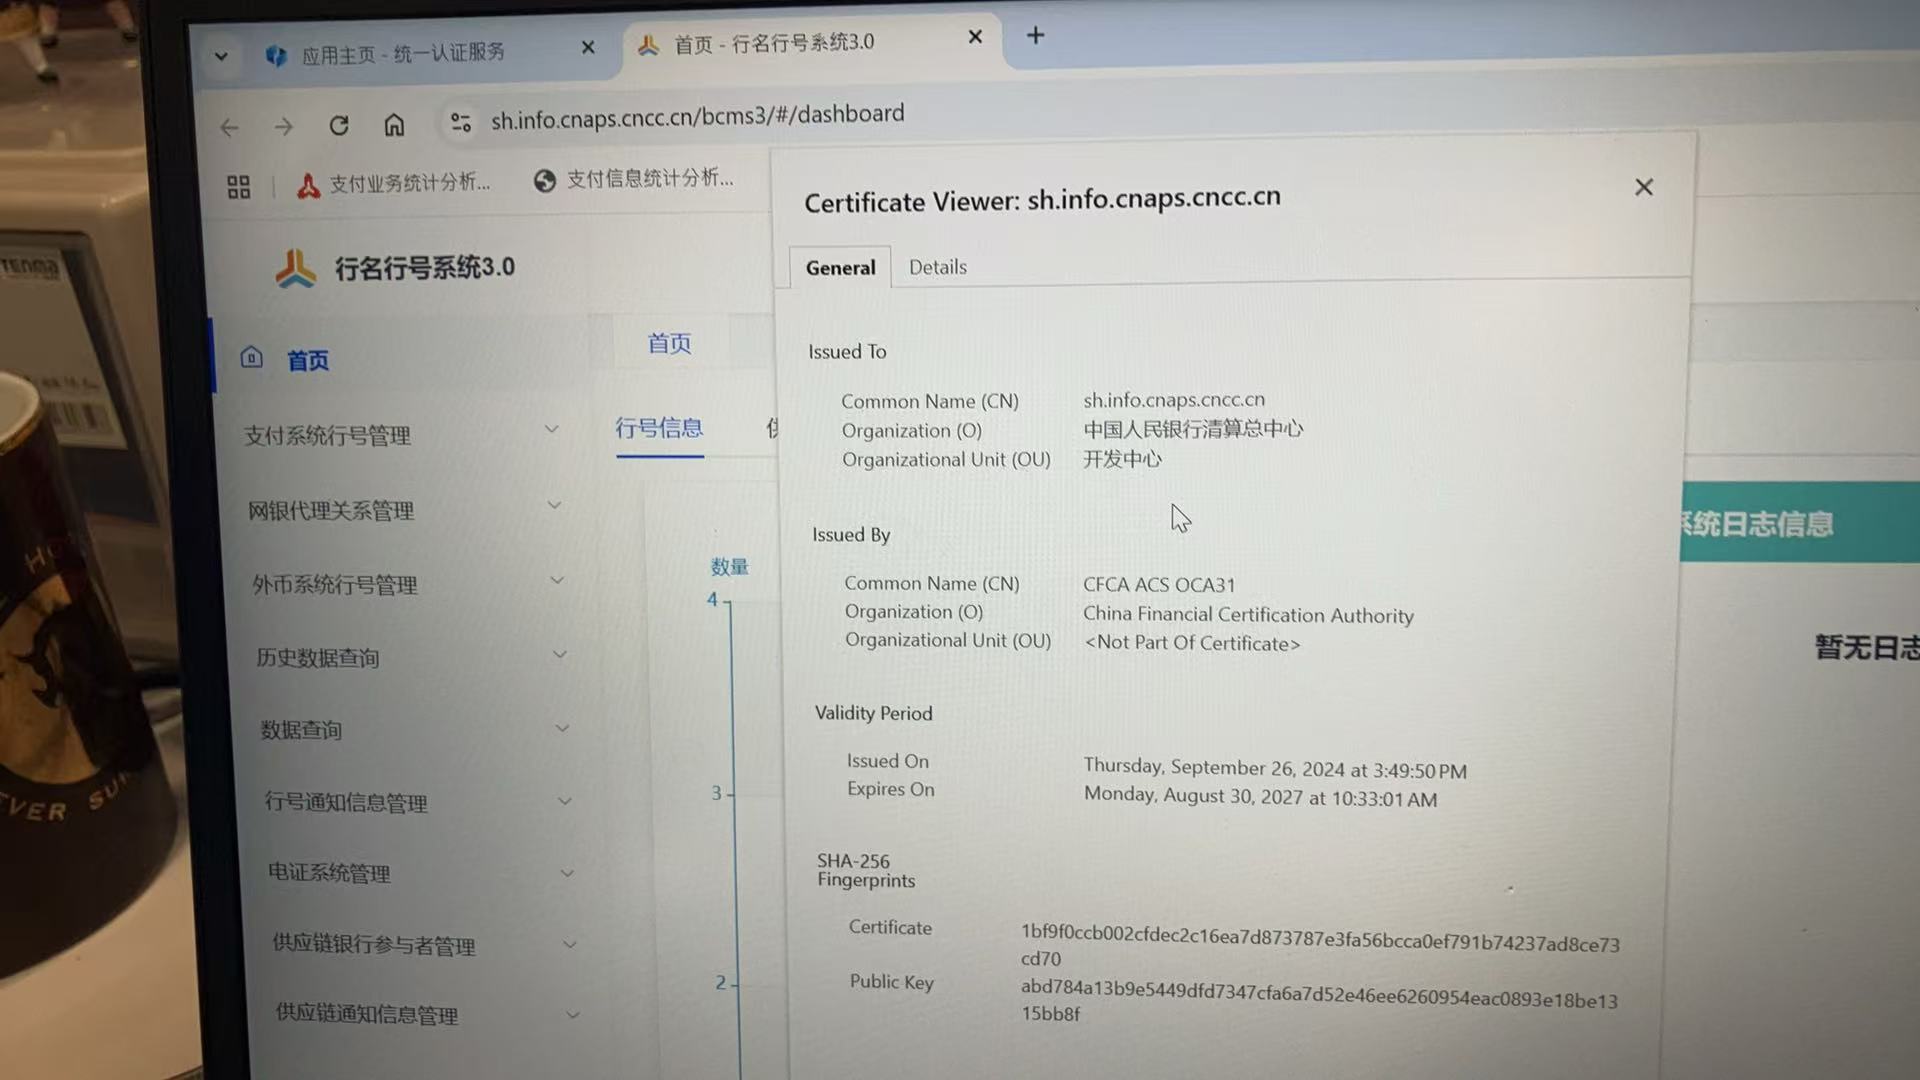 应用主页 - 统一认证服务
首页 - 行名行号系统3.0
sh.info.cnaps.cncc.cn/bcms3/#/dashboard
支付业务统计分析...
支付信息统计分析...
行名行号系统3.0
首页
支付系统行号管理
网银代理关系管理
外币系统行号管理
历史数据查询
数据查询
行号通知信息管理
电证系统管理
供应链银行参与者管理
供应链通知信息管理
首页
行号信息
数量
4
3
2
Certificate Viewer: sh.info.cnaps.cncc.cn
General Details
Issued To
Common Name (CN) sh.info.cnaps.cncc.cn
Organization (O) 中国人民银行清算总中心
Organizational Unit (OU) 开发中心
Issued By
Common Name (CN) CFCA ACS OCA31
Organization (O) China Financial Certification Authority
Organizational Unit (OU) <Not Part Of Certificate>
Validity Period
Issued On Thursday, September 26, 2024 at 3:49:50 PM
Expires On Monday, August 30, 2027 at 10:33:01 AM
SHA-256
Fingerprints
Certificate 1bf9f0ccb002cfdec2c16ea7d873787e3fa56bcca0ef791b74237ad8ce73
cd70
Public Key abd784a13b9e5449dfd7347cfa6a7d52e46ee6260954eac0893e18be13
15bb8f
系统日志信息
暂无日志
TENMA
EVER